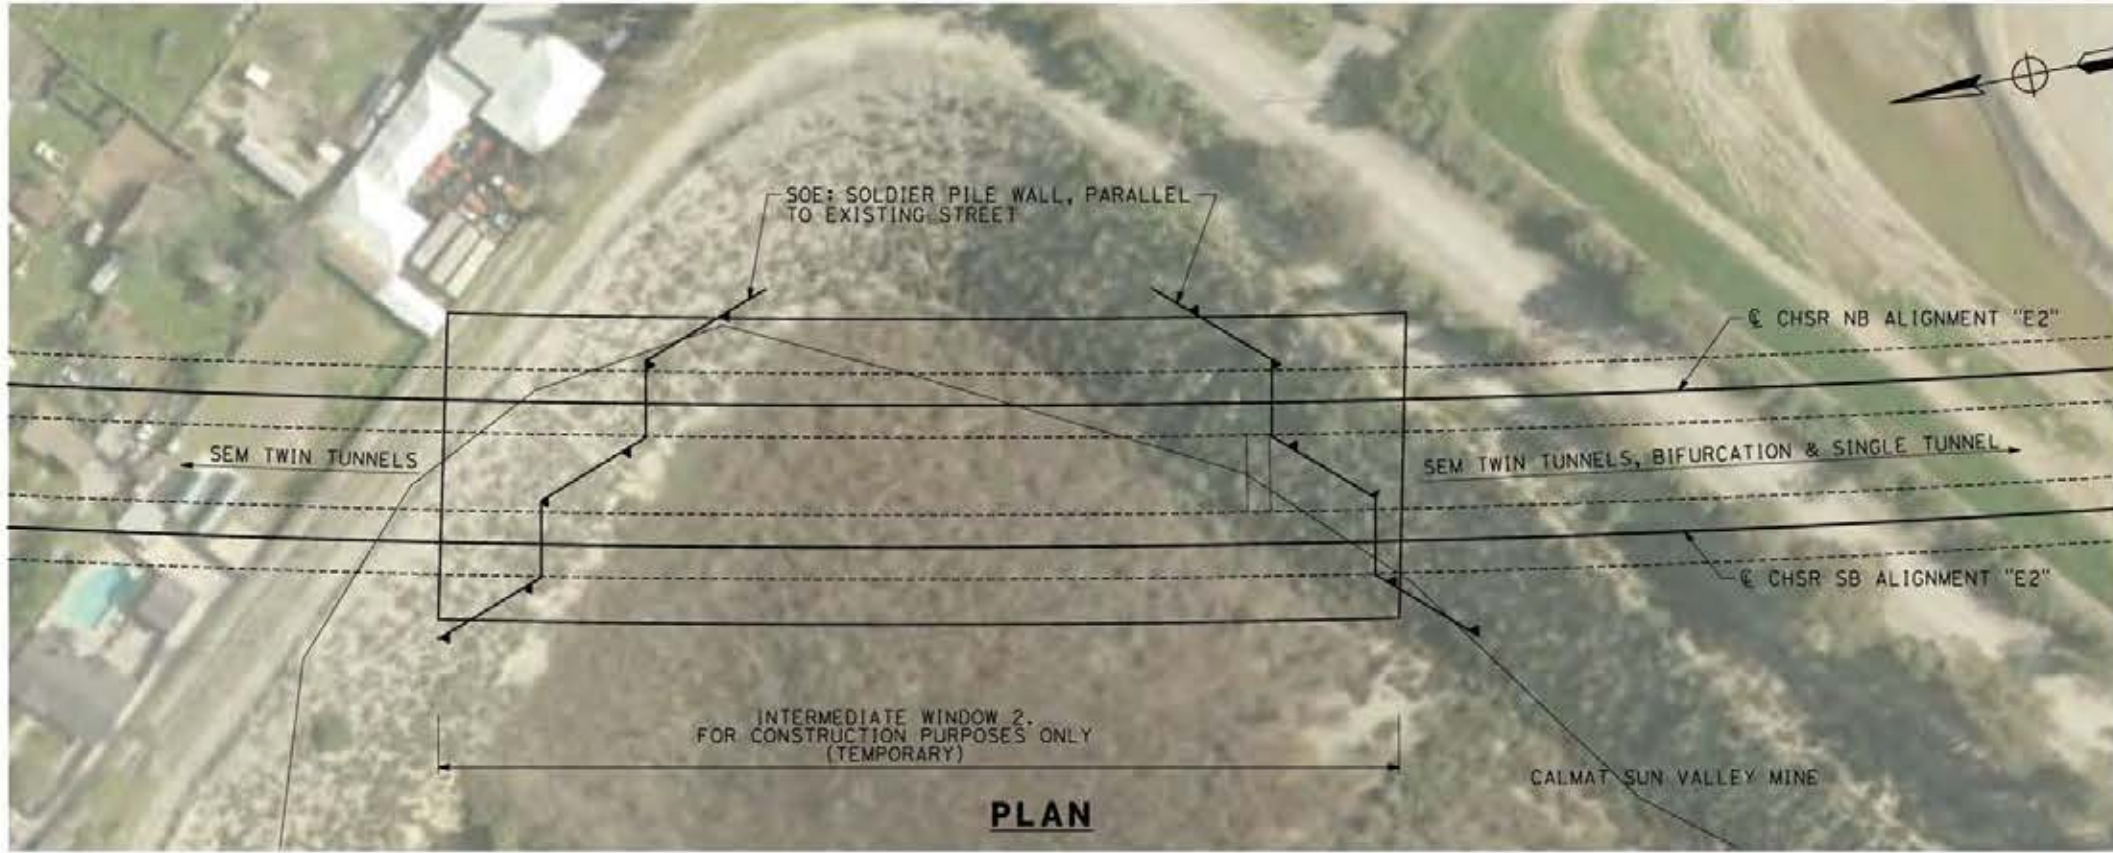 SOE: SOLDIER PILE WALL, PARALLEL
TO EXISTING STREET
℄ CHSR NB ALIGNMENT "E2"
SEM TWIN TUNNELS
SEM TWIN TUNNELS, BIFURCATION & SINGLE TUNNEL
℄ CHSR SB ALIGNMENT "E2"
INTERMEDIATE WINDOW 2.
FOR CONSTRUCTION PURPOSES ONLY
(TEMPORARY)
CALMAT SUN VALLEY MINE
PLAN